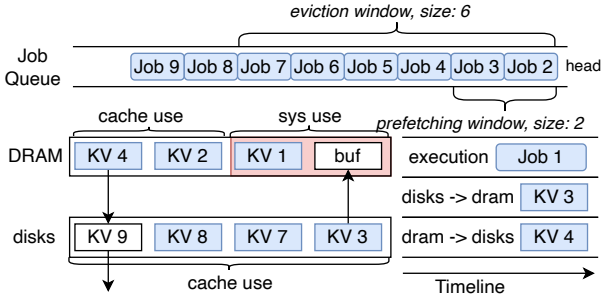 eviction window, size: 6
Job Queue
Job 9 Job 8 Job 7 Job 6 Job 5 Job 4 Job 3 Job 2 head
prefetching window, size: 2
cache use sys use
DRAM KV 4 KV 2 KV 1 buf
execution Job 1
disks -> dram KV 3
disks KV 9 KV 8 KV 7 KV 3
dram -> disks KV 4
cache use
Timeline